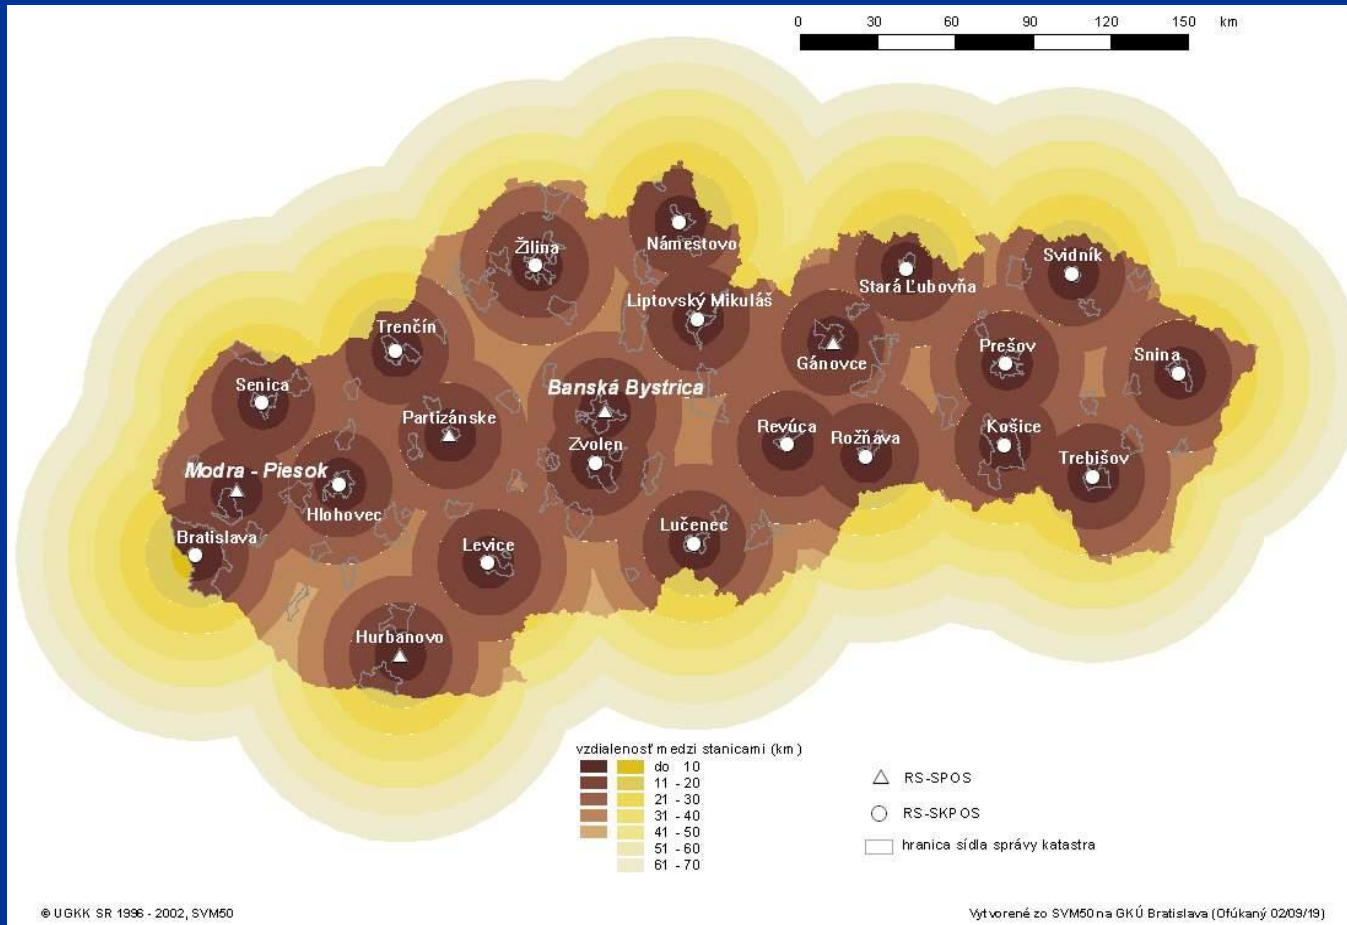 0 30 60 90 120 150 km
Námestovo
Žilina
Svidník
Stará Ľubovňa
Liptovský Mikuláš
Trenčín
Gánovce
Prešov
Snina
Senica
Banská Bystrica
Partizánske
Revúca
Rožňava
Košice
Zvolen
Trebišov
Modra - Piesok
Hlohovec
Lučenec
Bratislava
Levice
Hurbanovo
vzdialenosť medzi stanicami (km)
do 10
11 - 20
21 - 30
31 - 40
41 - 50
51 - 60
61 - 70
RS-SPOS
RS-SKPOS
hranica sídla správy katastra
© UGKK SR 1996 - 2002, SVM50
Vytvorené zo SVM50 na GKÚ Bratislava (Ofúkaný 02/09/19)